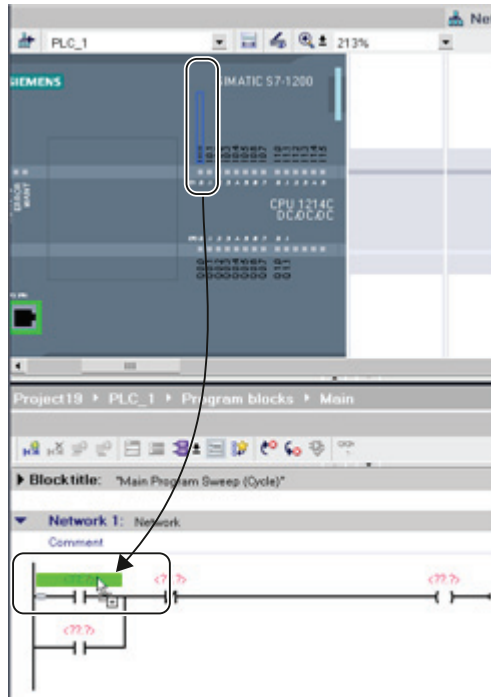 Ne
PLC_1
213%
SIEMENS
SIMATIC S7-1200
CPU 1214C
DC/DC/DC
Project19 ▸ PLC_1 ▸ Program blocks ▸ Main
Block title: "Main Program Sweep (Cycle)"
Network 1: Network
Comment
<??.?>
<??.?>
<??.?>
<??.?>